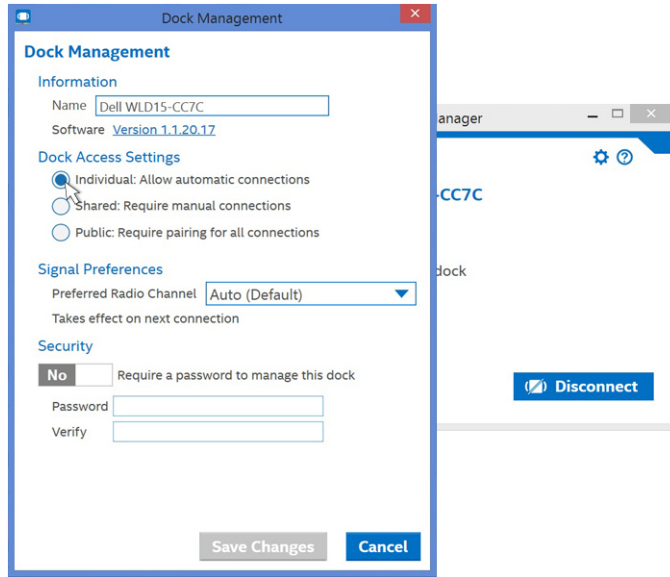 Dock Management
Dock Management
Information
Name Dell WLD15-CC7C
Software Version 1.1.20.17
Dock Access Settings
Individual: Allow automatic connections
Shared: Require manual connections
Public: Require pairing for all connections
Signal Preferences
Preferred Radio Channel Auto (Default)
Takes effect on next connection
Security
No Require a password to manage this dock
Password
Verify
Save Changes Cancel
anager
-CC7C
dock
Disconnect